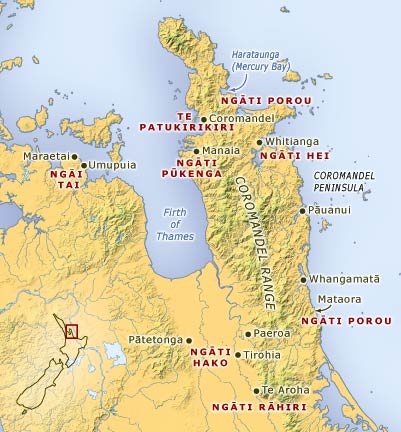 Harataunga
(Mercury Bay)
NGĀTI POROU
TE
PATUKIRIKIRI
Coromandel
Whitianga
NGĀTI HEI
Maraetai
Umupuia
NGĀI
TAI
Manaia
NGĀTI
PŪKENGA
COROMANDEL
PENINSULA
COROMANDEL RANGE
Pāuanui
Firth of
Thames
Whangamatā
Mataora
NGĀTI POROU
Pātetonga
Paeroa
NGĀTI
HAKO
Tirohia
Te Aroha
NGĀTI RĀHIRI